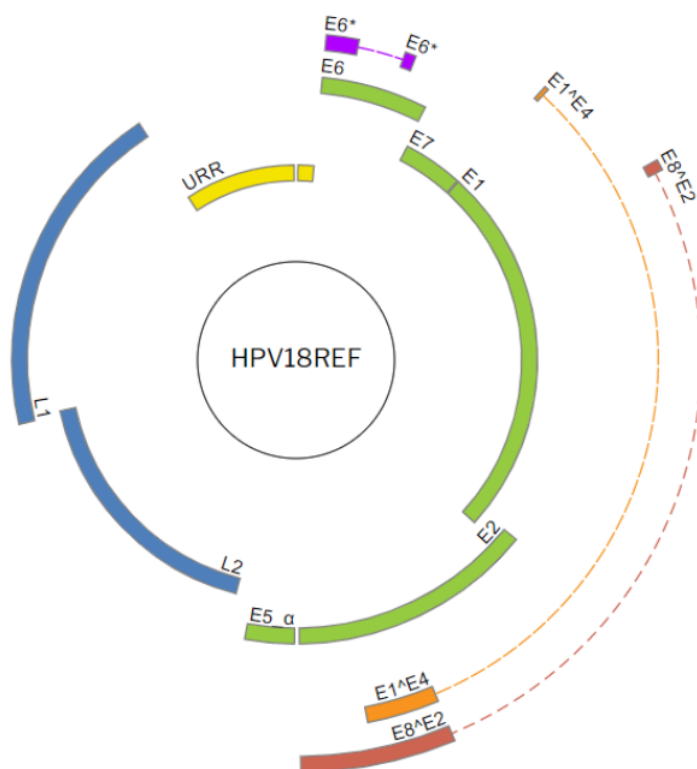 E6*
E6*
E6
E1^E4
E7
E8^E2
URR
E1
HPV18REF
L1
E2
L2
E5_α
E1^E4
E8^E2